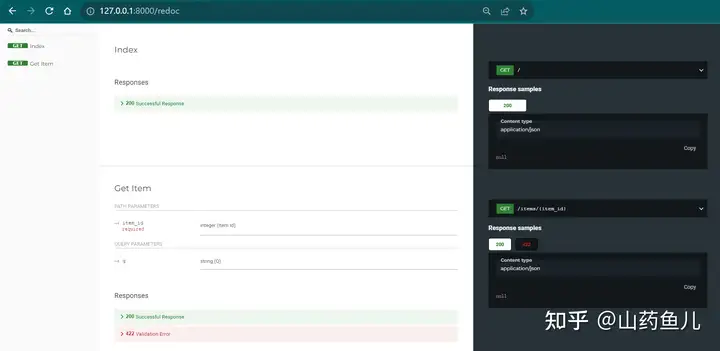 127.0.0.1:8000/redoc
Search...
GET Index
GET Get Item
Index
Responses
200 Successful Response
GET /
Response samples
200
Content type
application/json
Copy
null
Get Item
PATH PARAMETERS
item_id
required
integer (Item Id)
QUERY PARAMETERS
q
string (Q)
Responses
200 Successful Response
422 Validation Error
GET /items/{item_id}
Response samples
200 422
Content type
application/json
Copy
null
知乎 @山药鱼儿